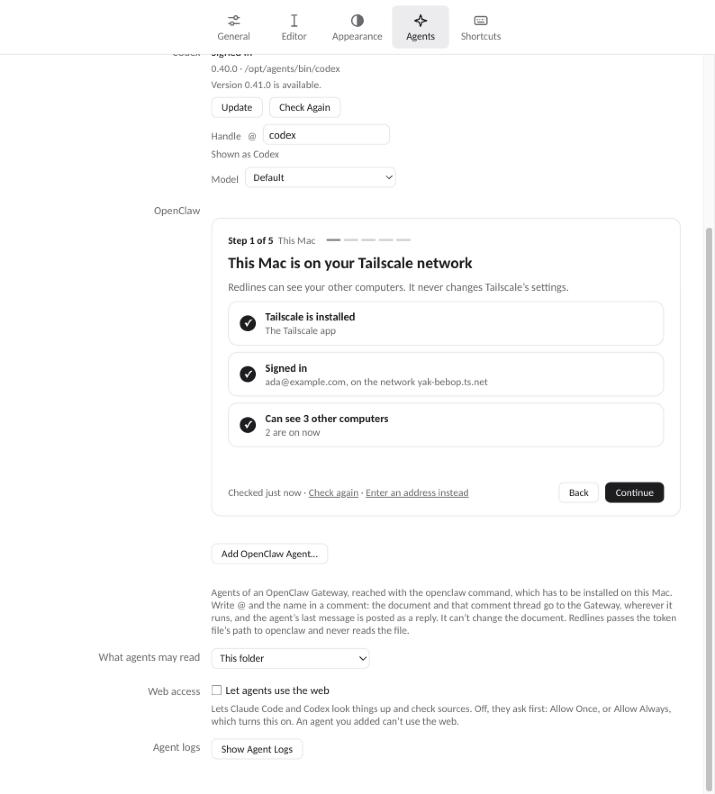 General
Editor
Appearance
Agents
Shortcuts
0.40.0 · /opt/agents/bin/codex
Version 0.41.0 is available.
Update
Check Again
Handle @ codex
Shown as Codex
Model Default
OpenClaw
Step 1 of 5 This Mac
This Mac is on your Tailscale network
Redlines can see your other computers. It never changes Tailscale's settings.
Tailscale is installed
The Tailscale app
Signed in
ada@example.com, on the network yak-bebop.ts.net
Can see 3 other computers
2 are on now
Checked just now · Check again · Enter an address instead
Back
Continue
Add OpenClaw Agent...
Agents of an OpenClaw Gateway, reached with the openclaw command, which has to be installed on this Mac.
Write @ and the name in a comment: the document and that comment thread go to the Gateway, wherever it
runs, and the agent's last message is posted as a reply. It can't change the document. Redlines passes the token
file's path to openclaw and never reads the file.
What agents may read This folder
Web access Let agents use the web
Lets Claude Code and Codex look things up and check sources. Off, they ask first: Allow Once, or Allow Always,
which turns this on. An agent you added can't use the web.
Agent logs Show Agent Logs